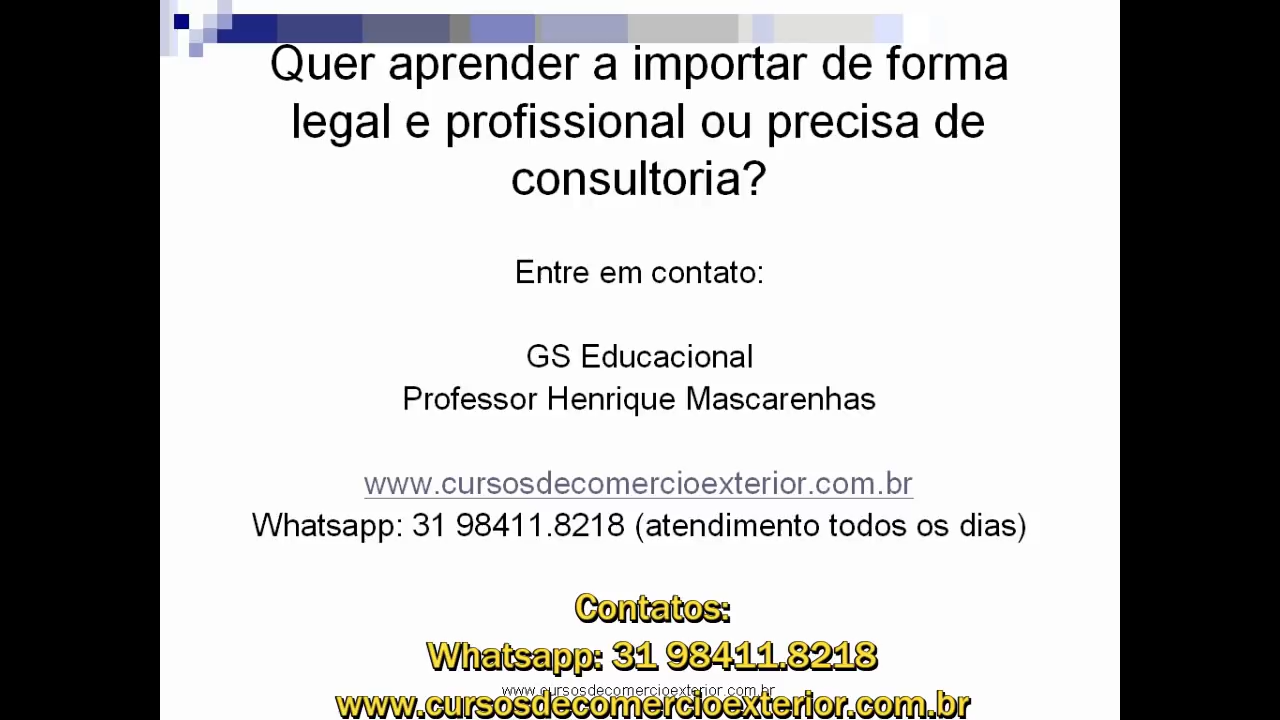 Quer aprender a importar de forma
legal e profissional ou precisa de
consultoria?
Entre em contato:
GS Educacional
Professor Henrique Mascarenhas
www.cursosdecomercioexterior.com.br
Whatsapp: 31 98411.8218 (atendimento todos os dias)
Contatos:
Whatsapp: 31 98411.8218
www.cursosdecomercioexterior.com.br
www.cursosdecomercioexterior.com.br